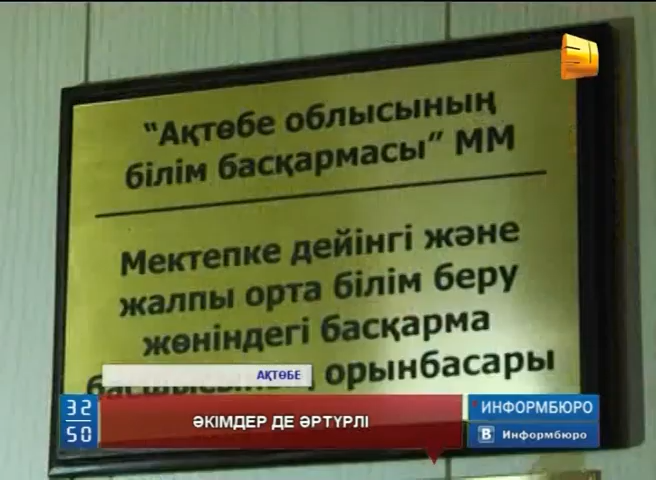 "Ақтөбе облысының
білім басқармасы" ММ
Мектепке дейінгі және
жалпы орта білім беру
жөніндегі басқарма
орынбасары
АҚТӨБЕ
32
50
ӘКІМДЕР ДЕ ӘРТҮРЛІ
ИНФОРМБЮРО
В Информбюро
31